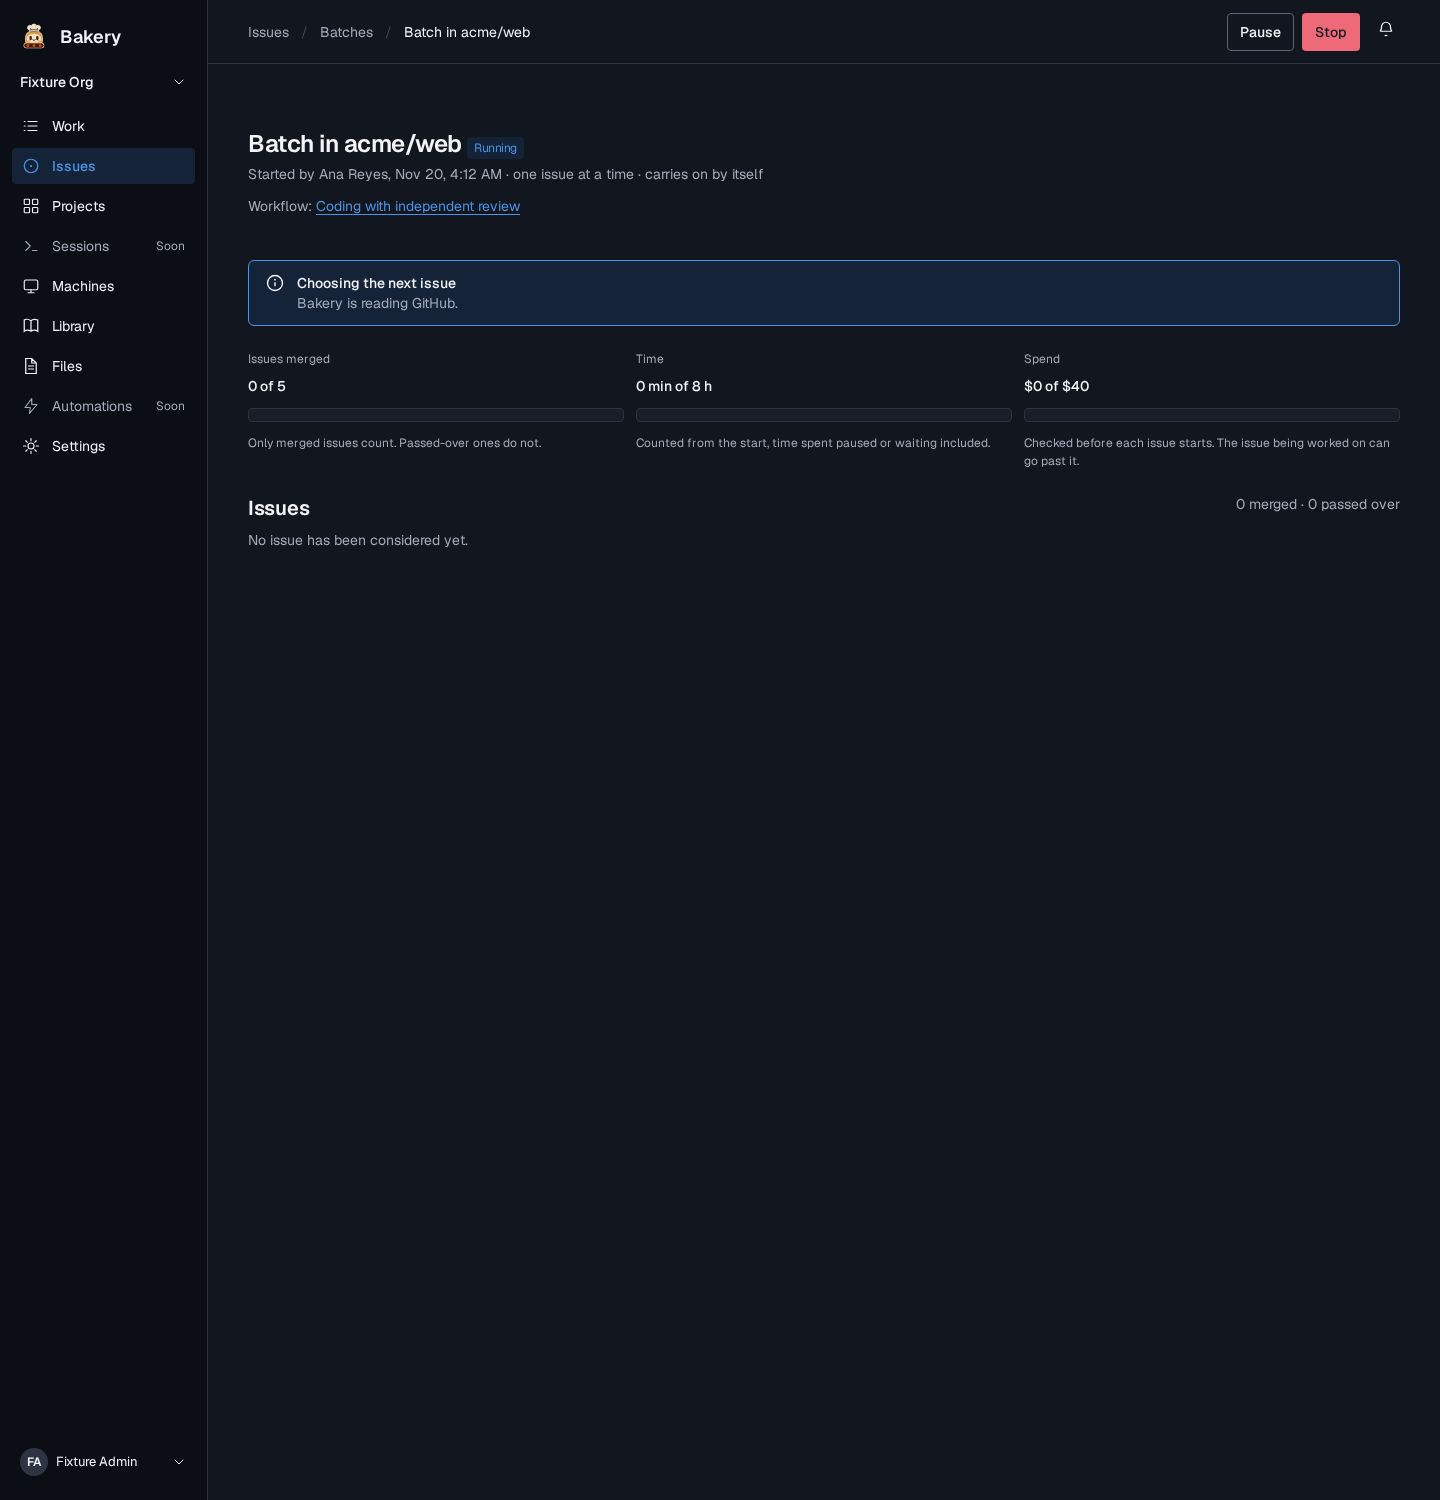 Bakery
Fixture Org
Work
Issues
Projects
Sessions Soon
Machines
Library
Files
Automations Soon
Settings
FA Fixture Admin
Issues / Batches / Batch in acme/web
Pause Stop
Batch in acme/web Running
Started by Ana Reyes, Nov 20, 4:12 AM · one issue at a time · carries on by itself
Workflow: Coding with independent review
Choosing the next issue
Bakery is reading GitHub.
Issues merged
0 of 5
Only merged issues count. Passed-over ones do not.
Time
0 min of 8 h
Counted from the start, time spent paused or waiting included.
Spend
$0 of $40
Checked before each issue starts. The issue being worked on can
go past it.
Issues
0 merged · 0 passed over
No issue has been considered yet.